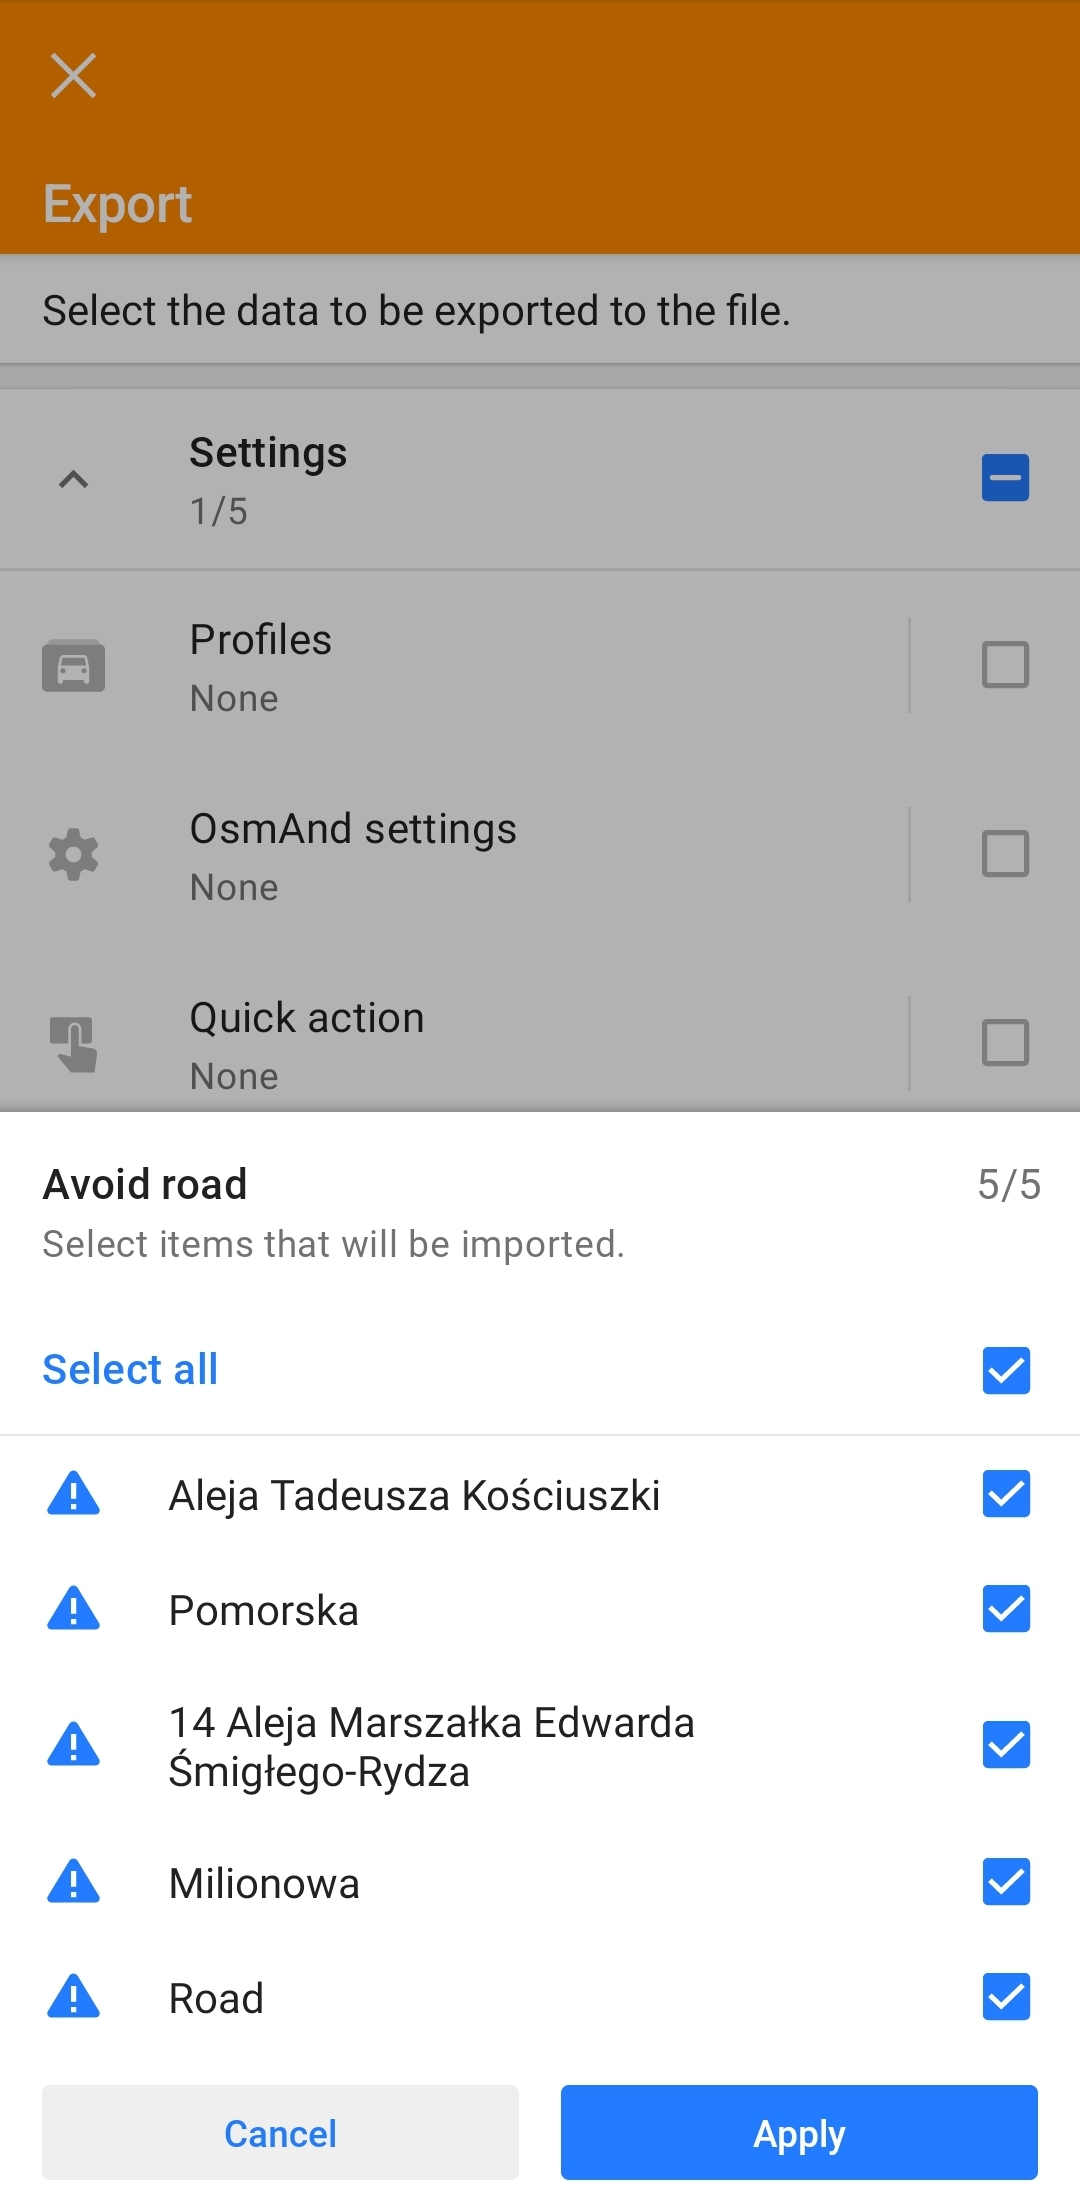 Export
Select the data to be exported to the file.
Settings
1/5
Profiles
None
OsmAnd settings
None
Quick action
None
Avoid road
5/5
Select items that will be imported.
Select all
Aleja Tadeusza Kościuszki
Pomorska
14 Aleja Marszałka Edwarda
Śmigłego-Rydza
Milionowa
Road
Cancel
Apply